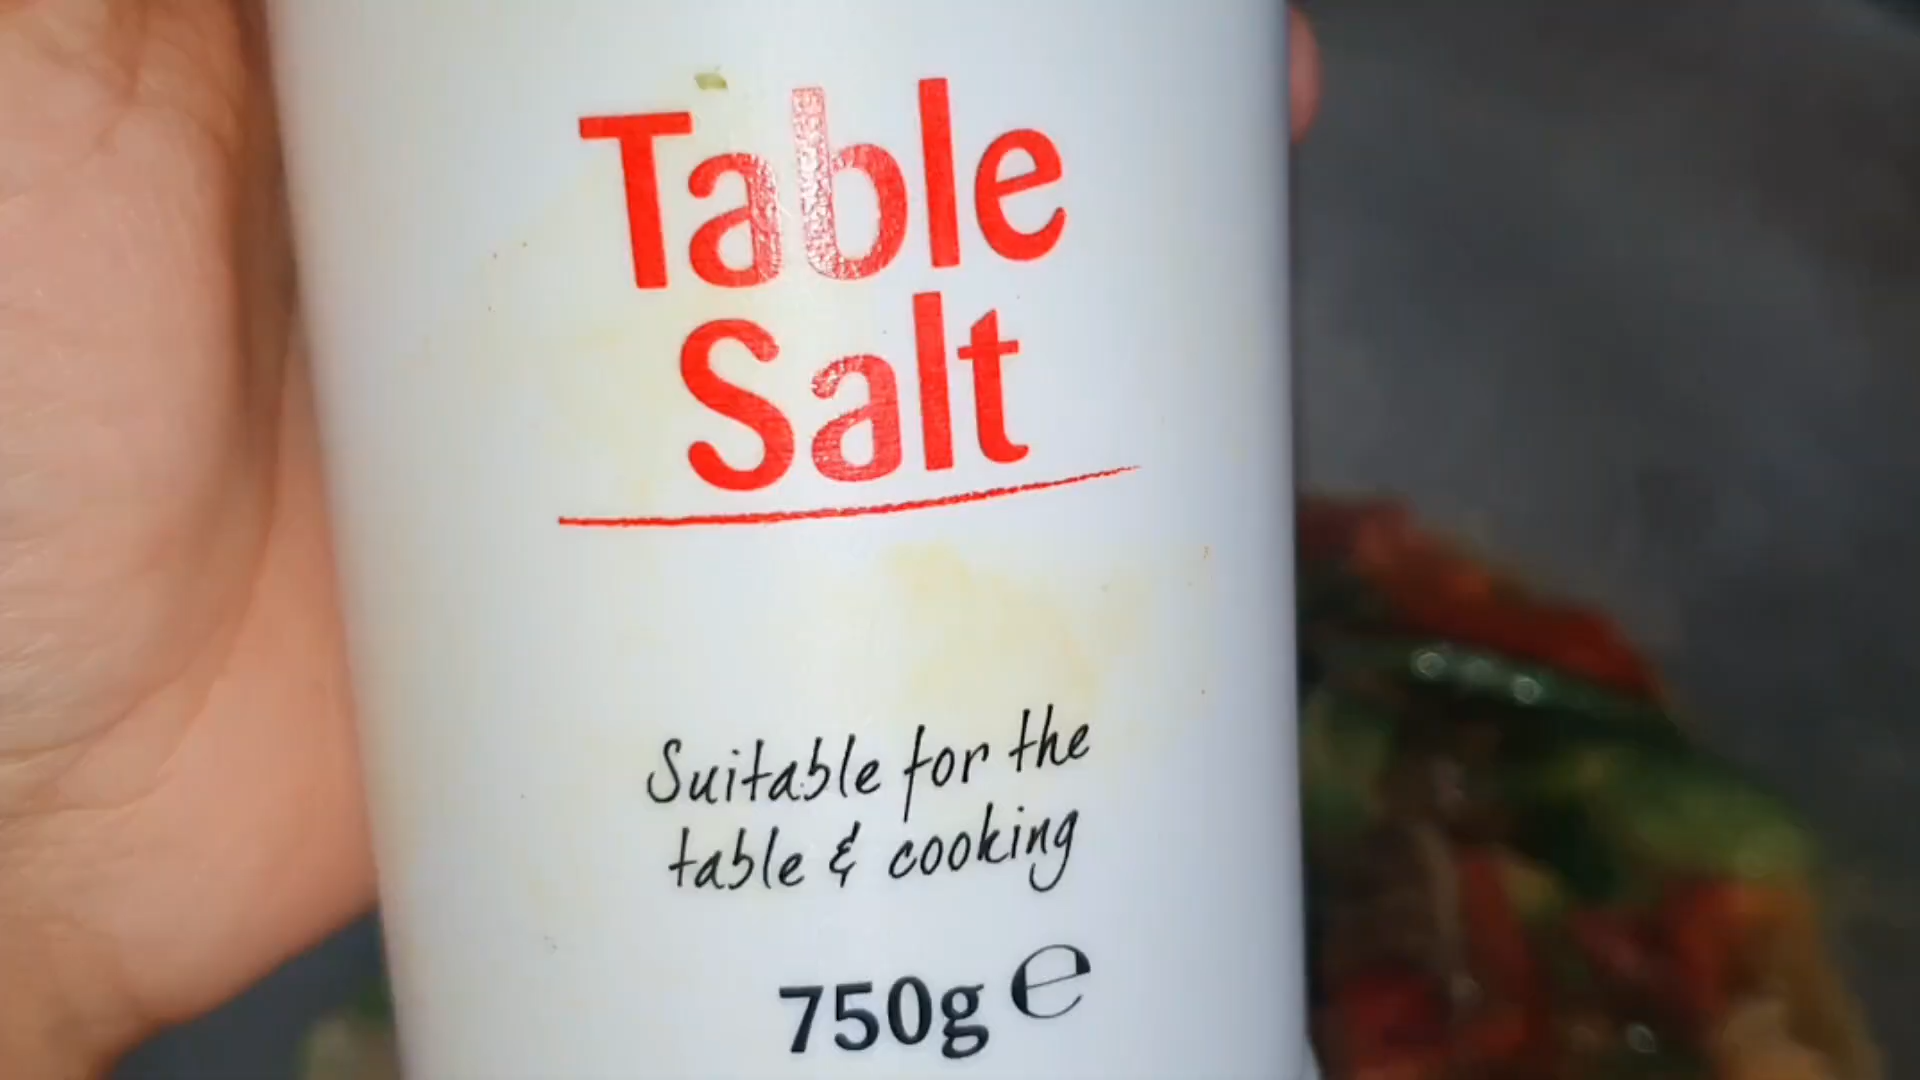 Table
Salt
Suitable for the
table & cooking
750g ℮